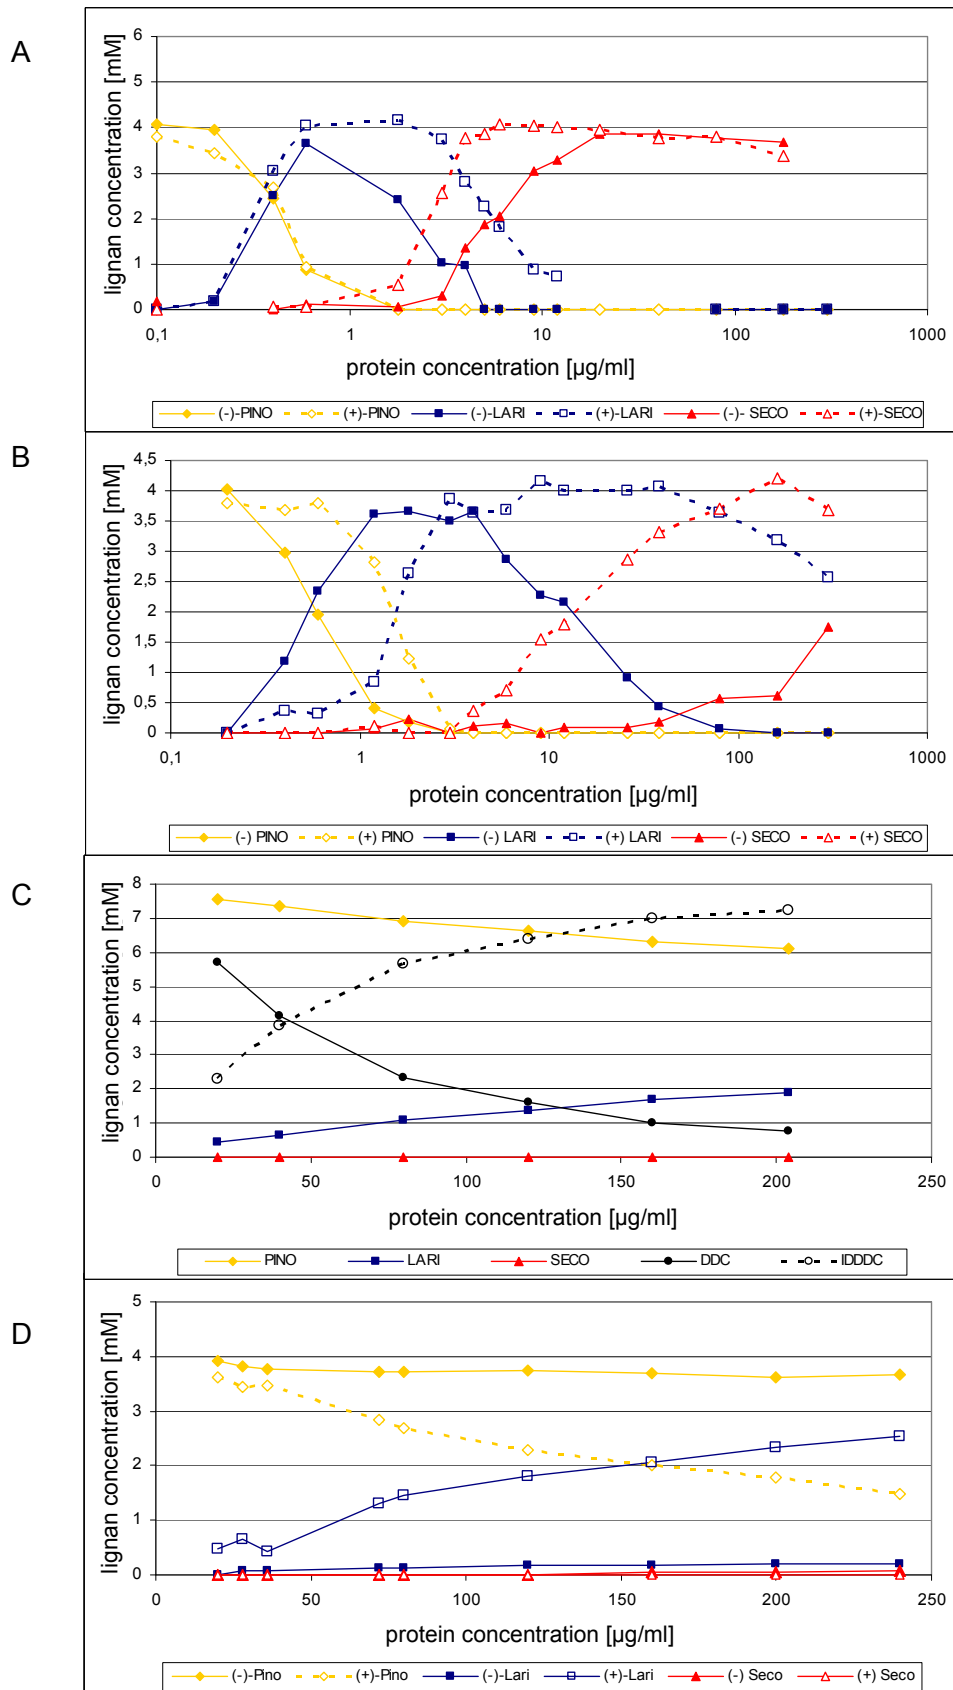 A
lignan concentration [mM]
6
5
4
3
2
1
0
0,1 1 10 100 1000
protein concentration [µg/ml]
(-)-PINO (+)-PINO (-)-LARI (+)-LARI (-)- SECO (+)-SECO
B
lignan concentration [mM]
4,5
4
3,5
3
2,5
2
1,5
1
0,5
0
0,1 1 10 100 1000
protein concentration [µg/ml]
(-) PINO (+) PINO (-) LARI (+) LARI (-) SECO (+) SECO
C
lignan concentration [mM]
8
7
6
5
4
3
2
1
0
0 50 100 150 200 250
protein concentration [µg/ml]
PINO LARI SECO DDC IDDDC
D
lignan concentration [mM]
5
4
3
2
1
0
0 50 100 150 200 250
protein concentration [µg/ml]
(-)-Pino (+)-Pino (-)-Lari (+)-Lari (-) Seco (+) Seco